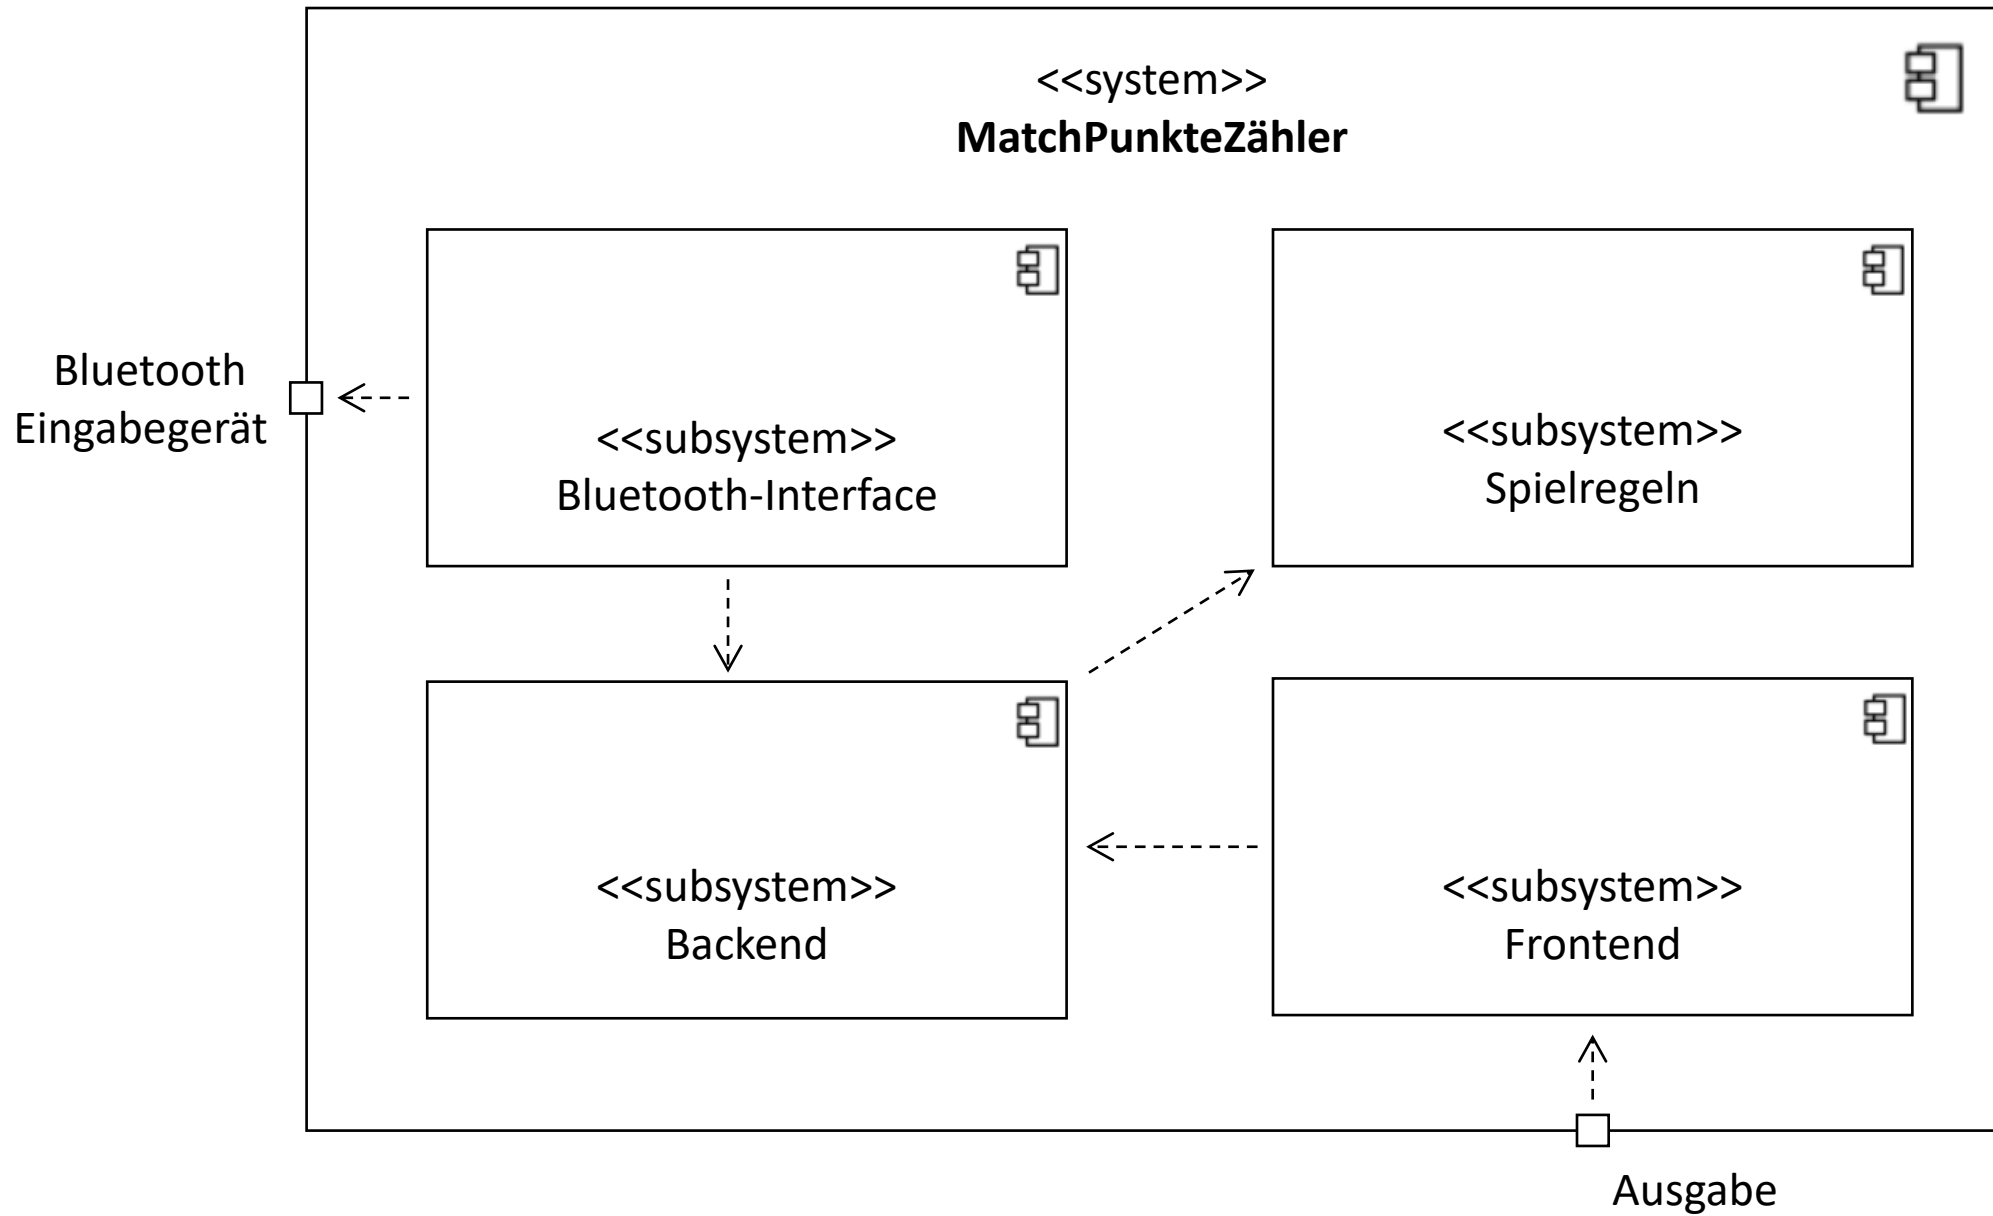 <<system>>
MatchPunkteZähler
Bluetooth
Eingabegerät
<<subsystem>>
Bluetooth-Interface
<<subsystem>>
Spielregeln
<<subsystem>>
Backend
<<subsystem>>
Frontend
Ausgabe